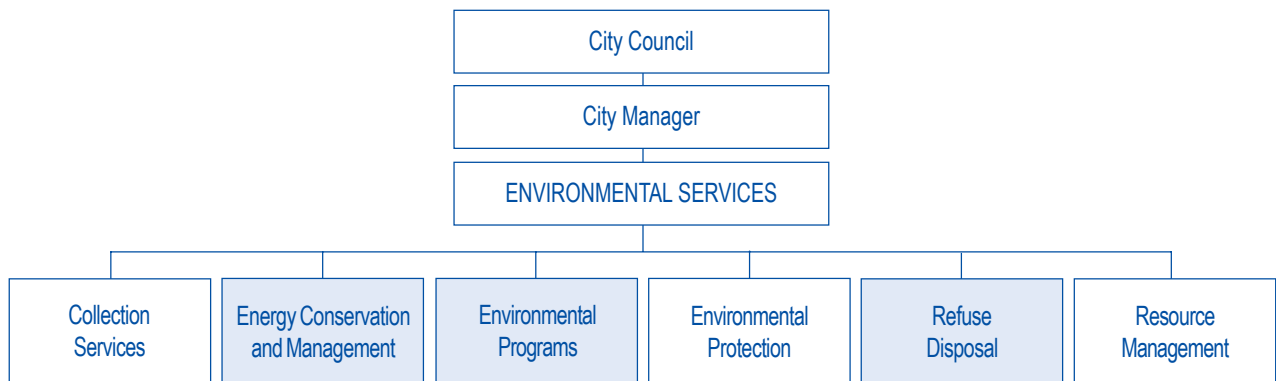 City Council
City Manager
ENVIRONMENTAL SERVICES
Collection
Services
Energy Conservation
and Management
Environmental
Programs
Environmental
Protection
Refuse
Disposal
Resource
Management